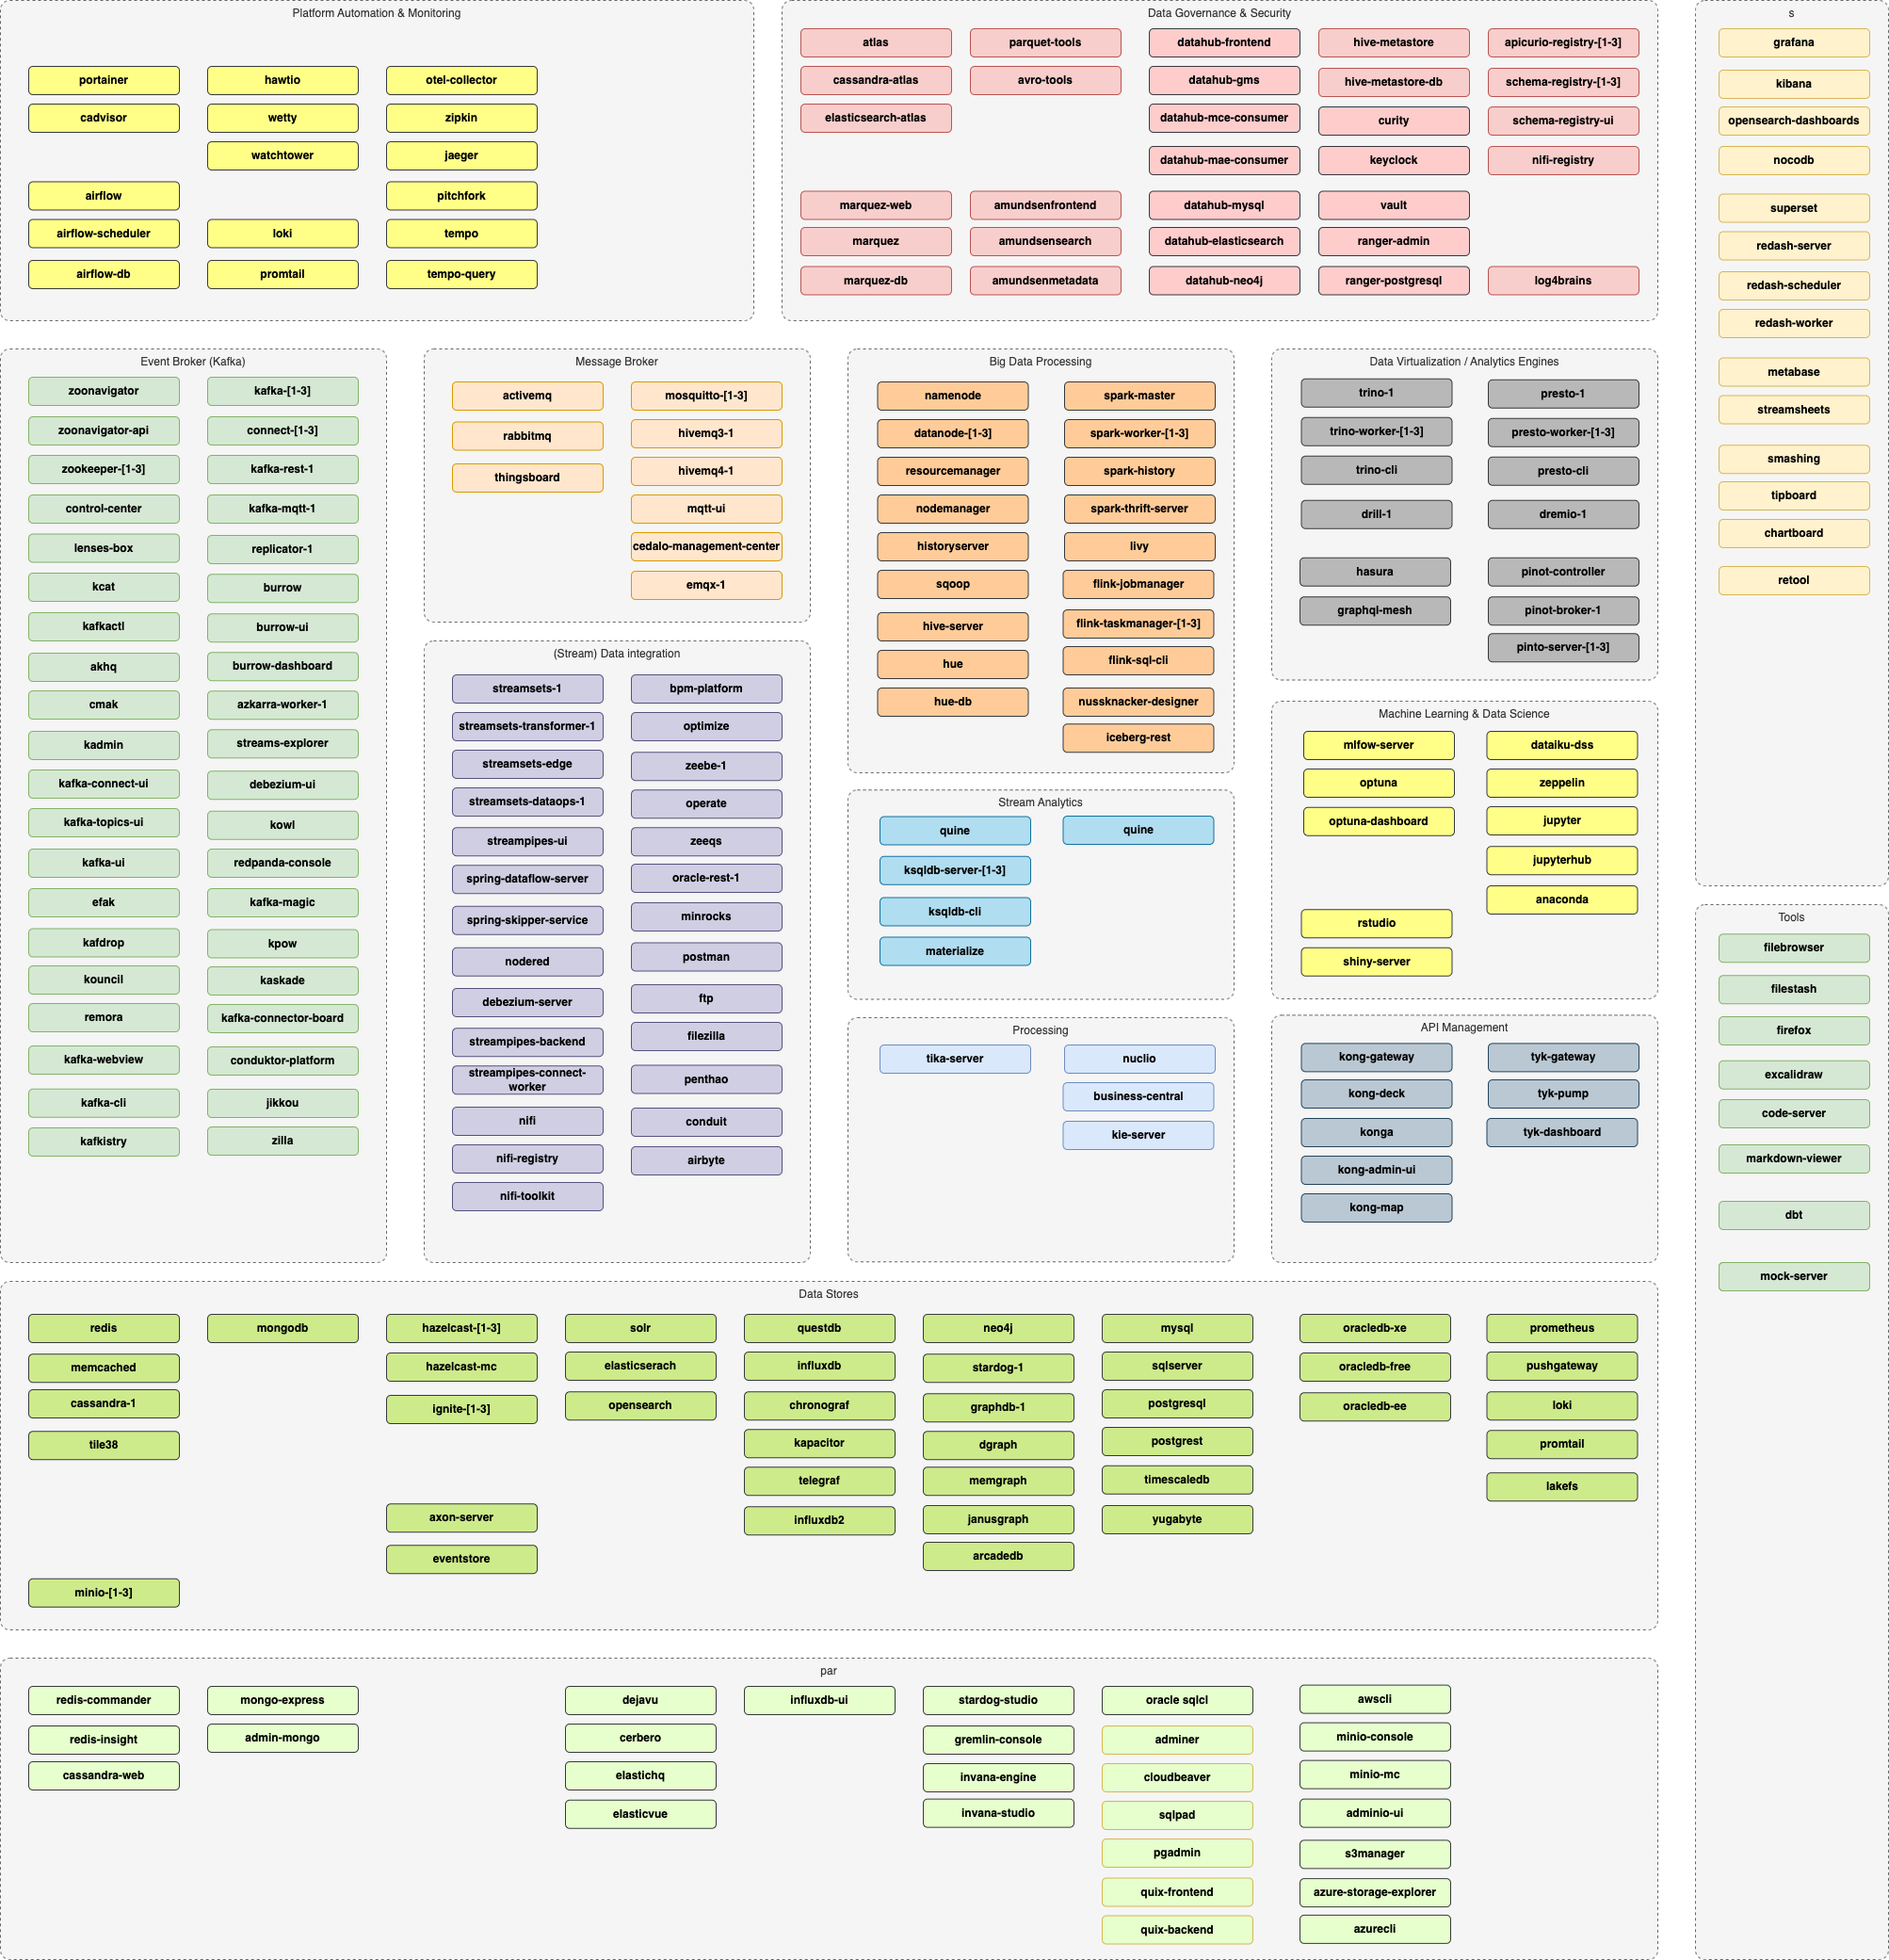 Platform Automation & Monitoring
portainer
hawtio
otel-collector
cadvisor
wetty
zipkin
watchtower
jaeger
airflow
pitchfork
airflow-scheduler
loki
tempo
airflow-db
promtail
tempo-query
Data Governance & Security
atlas
parquet-tools
datahub-frontend
hive-metastore
apicurio-registry-[1-3]
cassandra-atlas
avro-tools
datahub-gms
hive-metastore-db
schema-registry-[1-3]
elasticsearch-atlas
datahub-mce-consumer
curity
schema-registry-ui
datahub-mae-consumer
keyclock
nifi-registry
marquez-web
amundsenfrontend
datahub-mysql
vault
marquez
amundsensearch
datahub-elasticsearch
ranger-admin
marquez-db
amundsenmetadata
datahub-neo4j
ranger-postgresql
log4brains
s
grafana
kibana
opensearch-dashboards
nocodb
superset
redash-server
redash-scheduler
redash-worker
metabase
streamsheets
smashing
tipboard
chartboard
retool
Event Broker (Kafka)
zoonavigator
kafka-[1-3]
zoonavigator-api
connect-[1-3]
zookeeper-[1-3]
kafka-rest-1
control-center
kafka-mqtt-1
lenses-box
replicator-1
kcat
burrow
kafkactl
burrow-ui
akhq
burrow-dashboard
cmak
azkarra-worker-1
kadmin
streams-explorer
kafka-connect-ui
debezium-ui
kafka-topics-ui
kowl
kafka-ui
redpanda-console
efak
kafka-magic
kafdrop
kpow
kouncil
kaskade
remora
kafka-connector-board
kafka-webview
conduktor-platform
kafka-cli
jikkou
kafkistry
zilla
Message Broker
activemq
mosquitto-[1-3]
rabbitmq
hivemq3-1
thingsboard
hivemq4-1
mqtt-ui
cedalo-management-center
emqx-1
(Stream) Data integration
streamsets-1
bpm-platform
streamsets-transformer-1
optimize
streamsets-edge
zeebe-1
streamsets-dataops-1
operate
streampipes-ui
zeeqs
spring-dataflow-server
oracle-rest-1
spring-skipper-service
minrocks
nodered
postman
debezium-server
ftp
streampipes-backend
filezilla
streampipes-connect-
worker
penthao
nifi
conduit
nifi-registry
airbyte
nifi-toolkit
Big Data Processing
namenode
spark-master
datanode-[1-3]
spark-worker-[1-3]
resourcemanager
spark-history
nodemanager
spark-thrift-server
historyserver
livy
sqoop
flink-jobmanager
hive-server
flink-taskmanager-[1-3]
hue
flink-sql-cli
hue-db
nussknacker-designer
iceberg-rest
Stream Analytics
quine
quine
ksqldb-server-[1-3]
ksqldb-cli
materialize
Processing
tika-server
nuclio
business-central
kie-server
Data Virtualization / Analytics Engines
trino-1
presto-1
trino-worker-[1-3]
presto-worker-[1-3]
trino-cli
presto-cli
drill-1
dremio-1
hasura
pinot-controller
graphql-mesh
pinot-broker-1
pinto-server-[1-3]
Machine Learning & Data Science
mlfow-server
dataiku-dss
optuna
zeppelin
optuna-dashboard
jupyter
jupyterhub
anaconda
rstudio
shiny-server
API Management
kong-gateway
tyk-gateway
kong-deck
tyk-pump
konga
tyk-dashboard
kong-admin-ui
kong-map
Tools
filebrowser
filestash
firefox
excalidraw
code-server
markdown-viewer
dbt
mock-server
Data Stores
redis
mongodb
hazelcast-[1-3]
solr
questdb
neo4j
mysql
oracledb-xe
prometheus
memcached
hazelcast-mc
elasticserach
influxdb
stardog-1
sqlserver
oracledb-free
pushgateway
cassandra-1
ignite-[1-3]
opensearch
chronograf
graphdb-1
postgresql
oracledb-ee
loki
tile38
kapacitor
dgraph
postgrest
promtail
telegraf
memgraph
timescaledb
lakefs
axon-server
influxdb2
janusgraph
yugabyte
eventstore
arcadedb
minio-[1-3]
par
redis-commander
mongo-express
dejavu
influxdb-ui
stardog-studio
oracle sqlcl
awscli
redis-insight
admin-mongo
cerbero
gremlin-console
adminer
minio-console
cassandra-web
elastichq
invana-engine
cloudbeaver
minio-mc
elasticvue
invana-studio
sqlpad
adminio-ui
pgadmin
s3manager
quix-frontend
azure-storage-explorer
quix-backend
azurecli